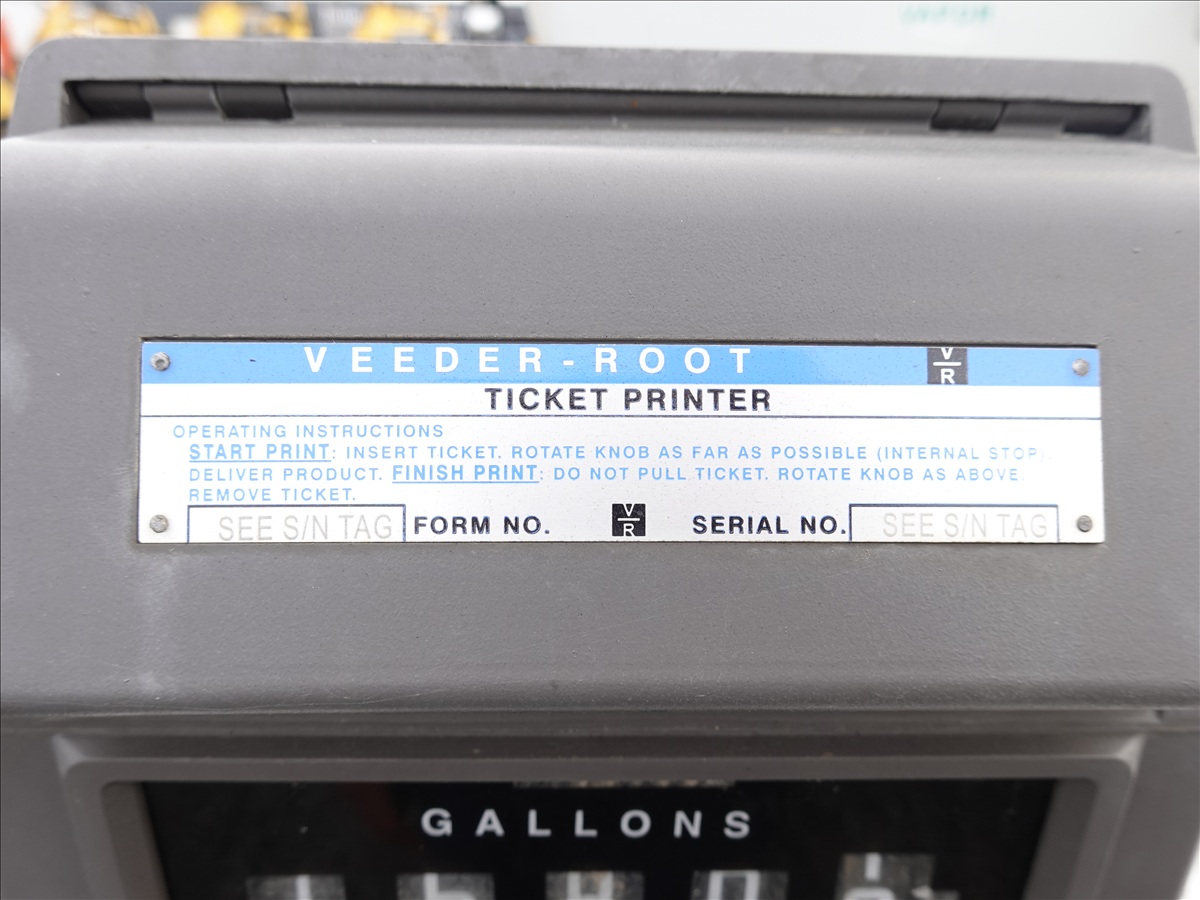 VAPOR
VEEDER-ROOT V/R
TICKET PRINTER
OPERATING INSTRUCTIONS
START PRINT: INSERT TICKET. ROTATE KNOB AS FAR AS POSSIBLE (INTERNAL STOP).
DELIVER PRODUCT. FINISH PRINT: DO NOT PULL TICKET. ROTATE KNOB AS ABOVE.
REMOVE TICKET.
SEE S/N TAG FORM NO. V/R SERIAL NO. SEE S/N TAG
GALLONS